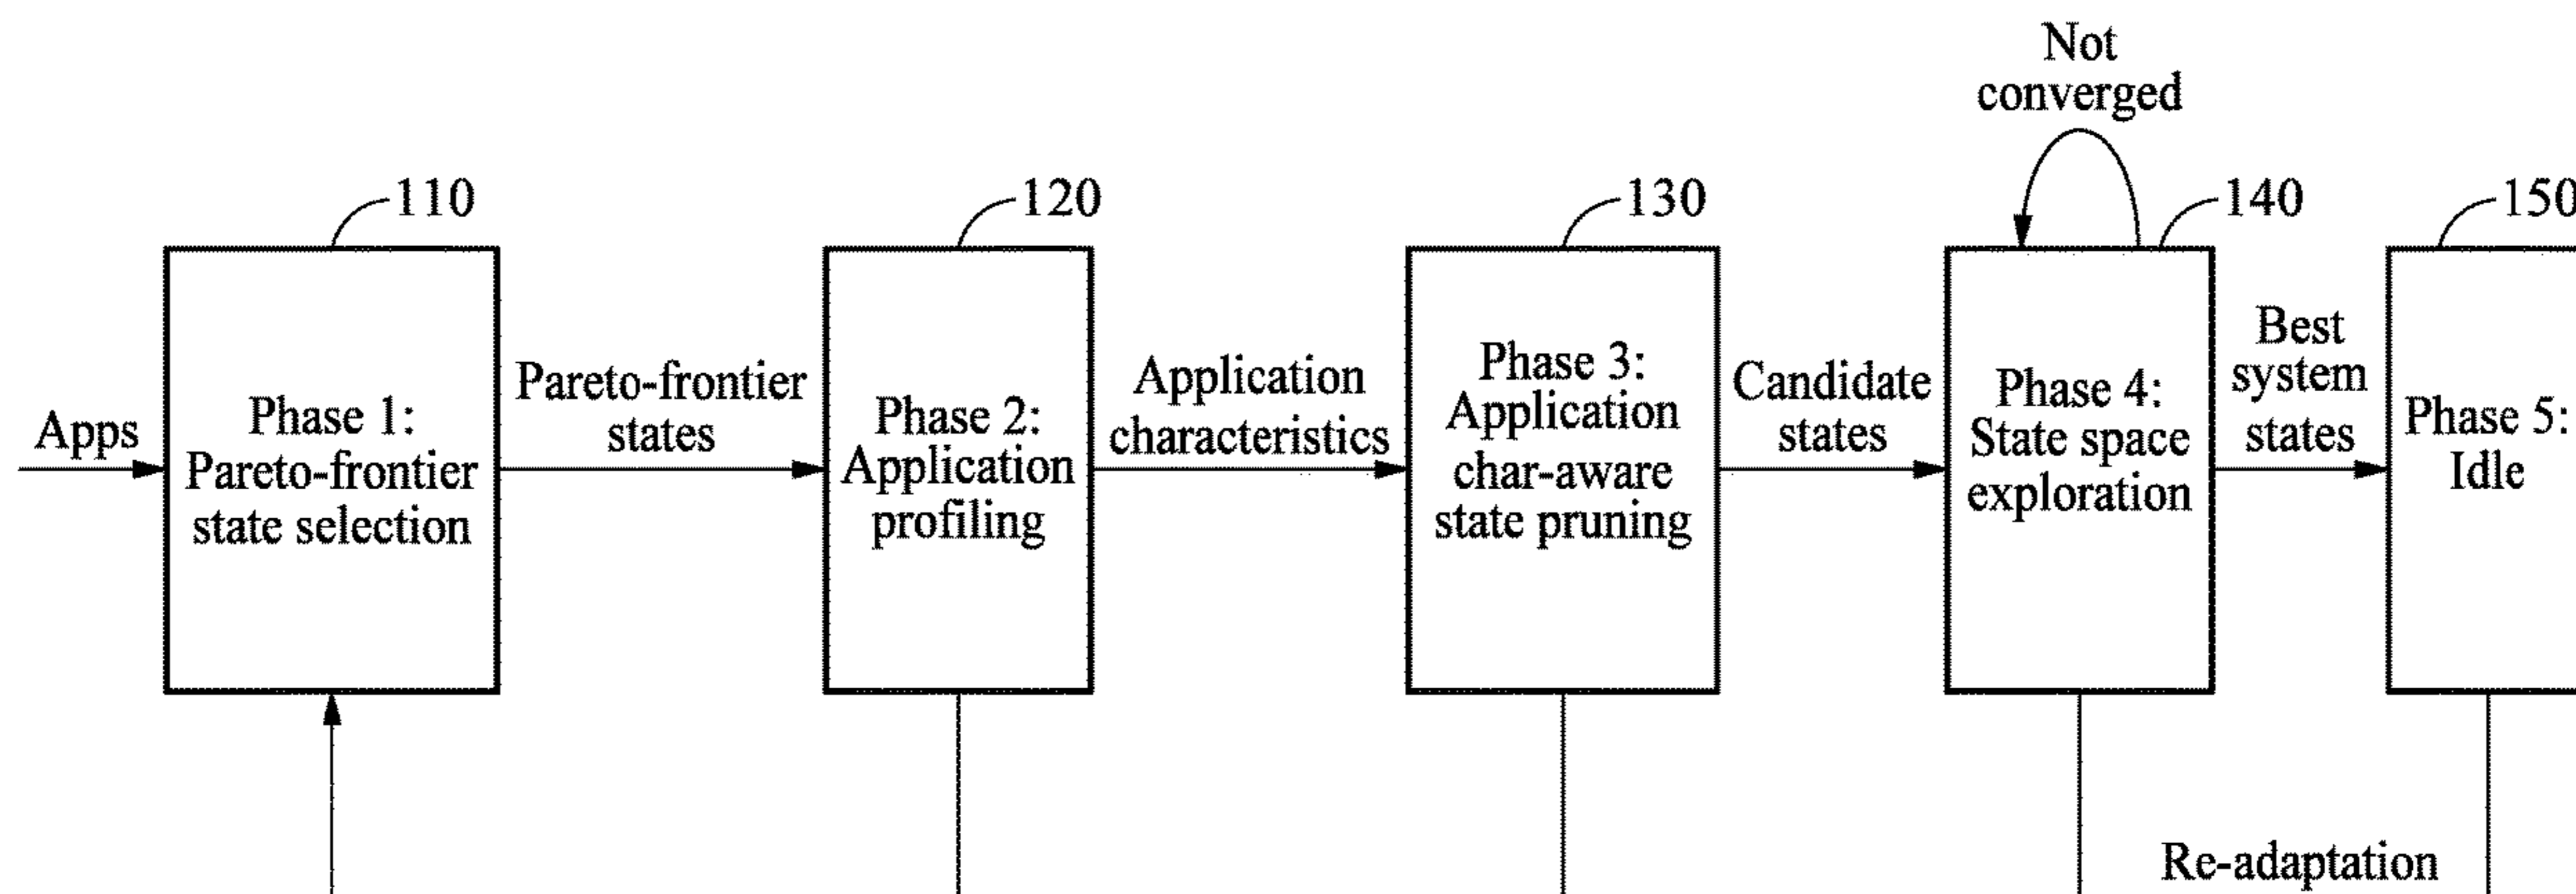 Not
converged
110
120
130
140
150
Apps
Phase 1:
Pareto-frontier
state selection
Pareto-frontier
states
Phase 2:
Application
profiling
Application
characteristics
Phase 3:
Application
char-aware
state pruning
Candidate
states
Phase 4:
State space
exploration
Best
system
states
Phase 5:
Idle
Re-adaptation